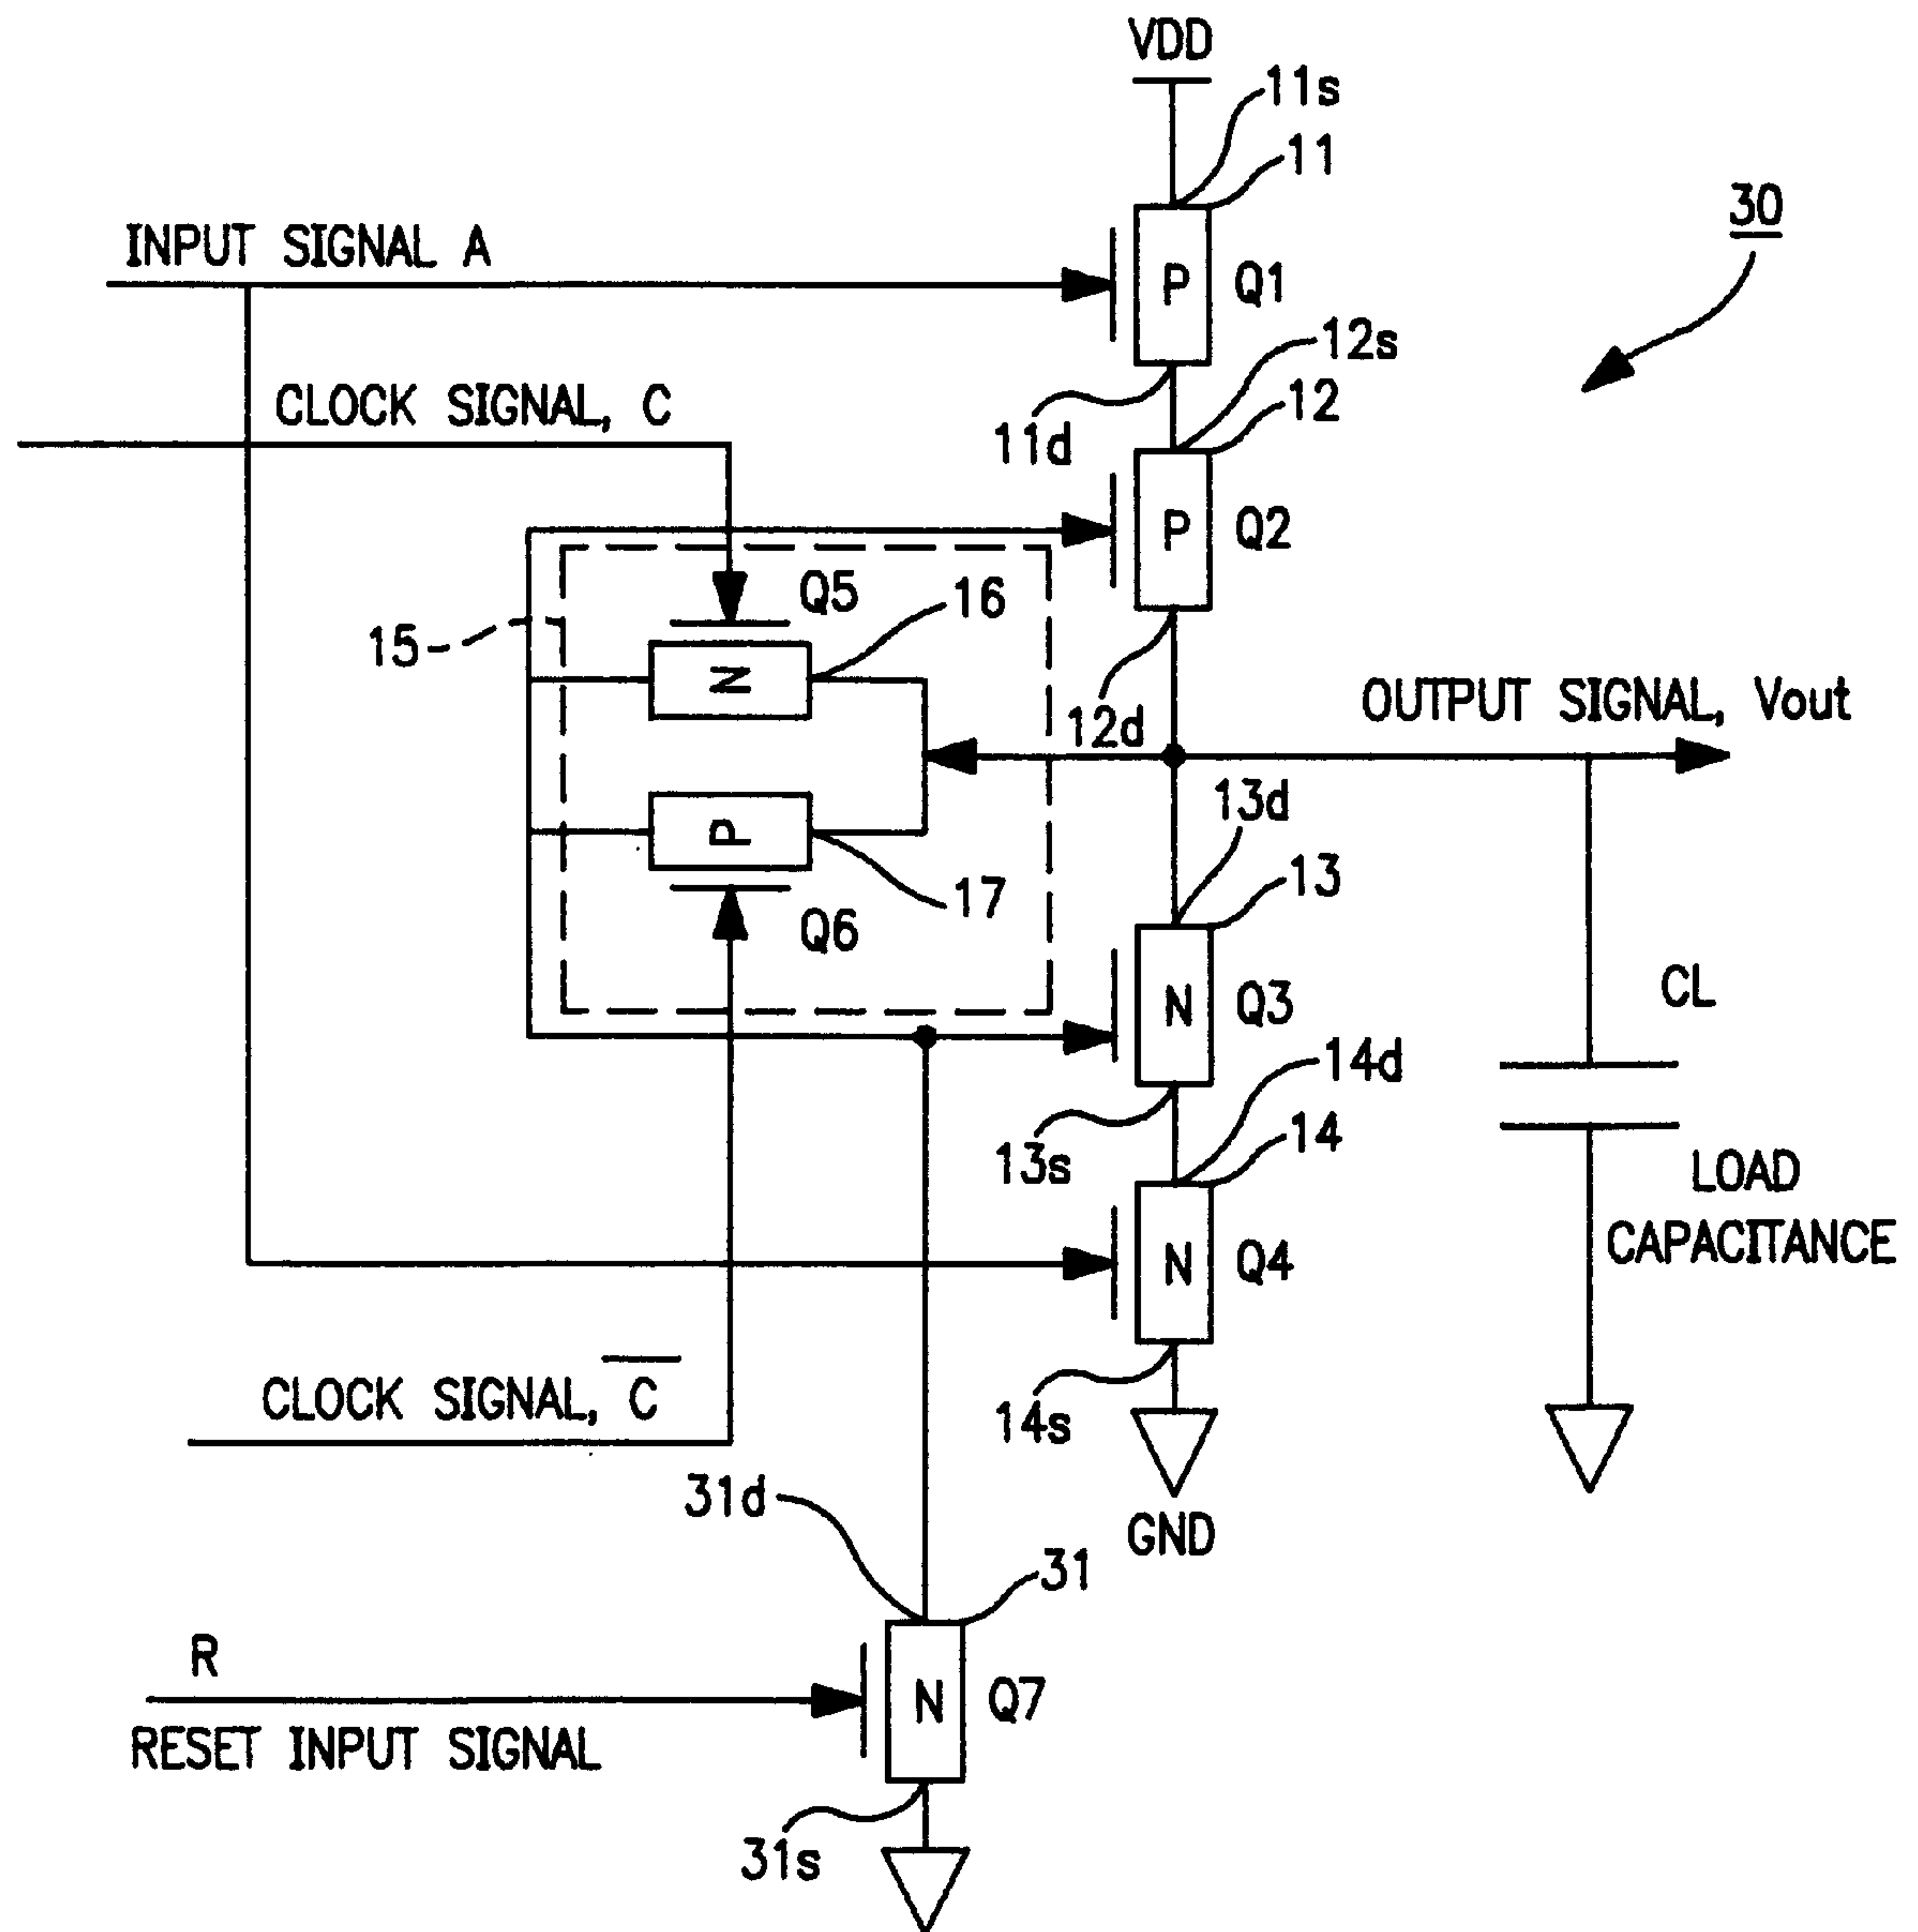 VDD
11s
11
30
INPUT SIGNAL A
P
Q1
12s
CLOCK SIGNAL, C
12
11d
P
Q2
Q5
16
15
N
12d
OUTPUT SIGNAL, Vout
13d
P
17
13
Q6
CL
N
Q3
14d
14
13s
LOAD
CAPACITANCE
N
Q4
CLOCK SIGNAL, C̅
14s
31d
GND
31
R
N
Q7
RESET INPUT SIGNAL
31s